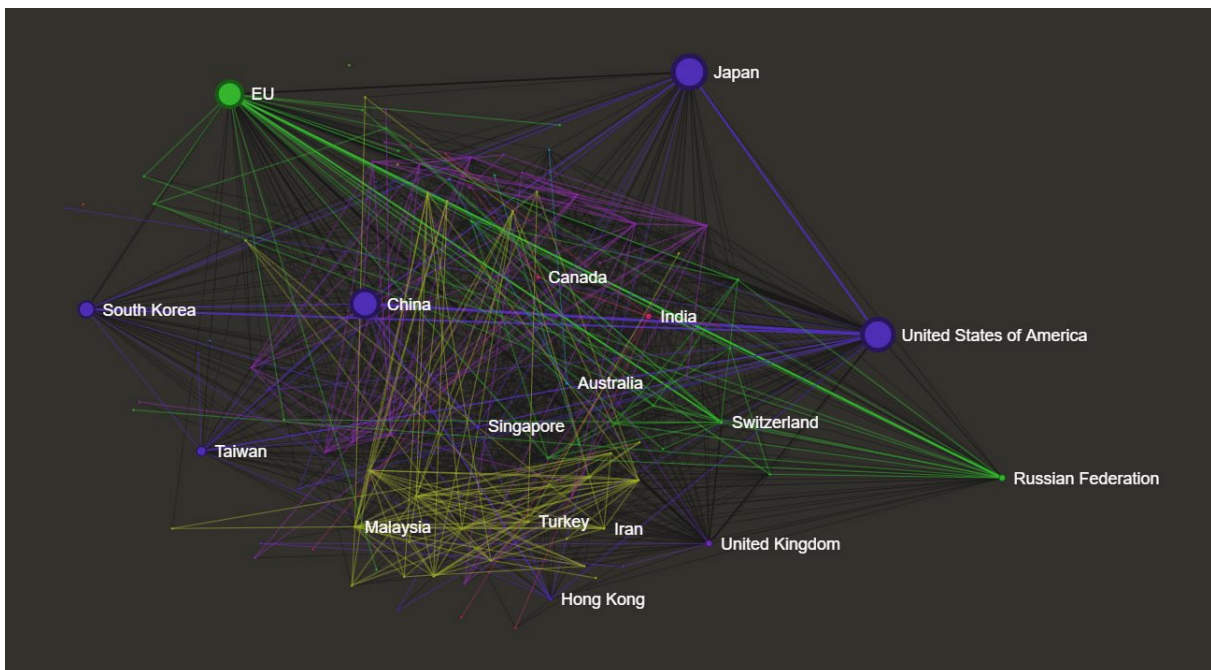 Japan
EU
Canada
South Korea
China
India
United States of America
Australia
Switzerland
Singapore
Taiwan
Russian Federation
Malaysia
Turkey
Iran
United Kingdom
Hong Kong